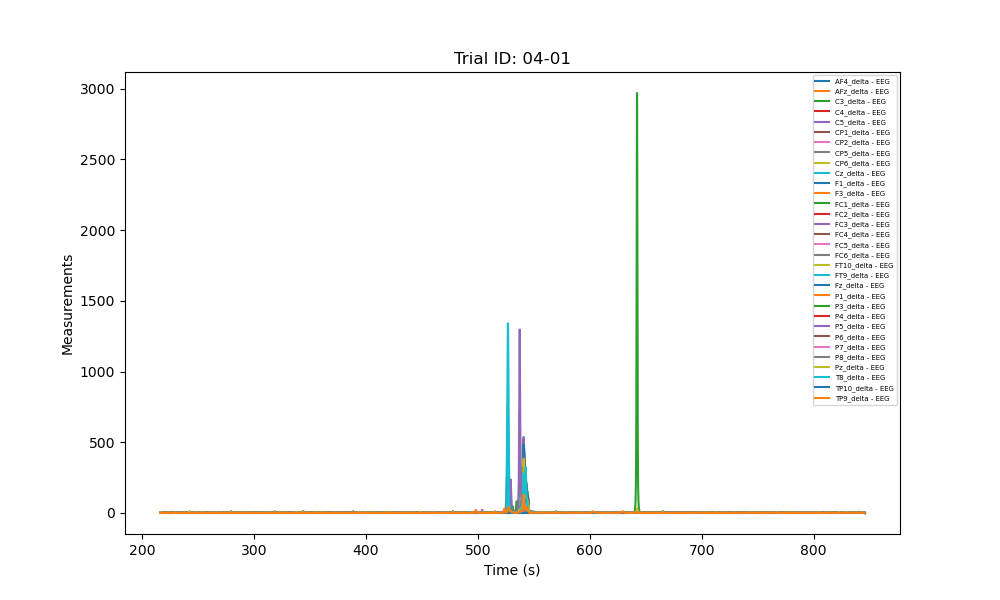 Trial ID: 04-01
Measurements
3000
2500
2000
1500
1000
500
0
200
300
400
500
600
700
800
Time (s)
AF4_delta - EEG
AFz_delta - EEG
C3_delta - EEG
C4_delta - EEG
C5_delta - EEG
CP1_delta - EEG
CP2_delta - EEG
CP5_delta - EEG
CP6_delta - EEG
Cz_delta - EEG
F1_delta - EEG
F3_delta - EEG
FC1_delta - EEG
FC2_delta - EEG
FC3_delta - EEG
FC4_delta - EEG
FC5_delta - EEG
FC6_delta - EEG
FT10_delta - EEG
FT9_delta - EEG
Fz_delta - EEG
P1_delta - EEG
P3_delta - EEG
P4_delta - EEG
P5_delta - EEG
P6_delta - EEG
P7_delta - EEG
P8_delta - EEG
Pz_delta - EEG
T8_delta - EEG
TP10_delta - EEG
TP9_delta - EEG